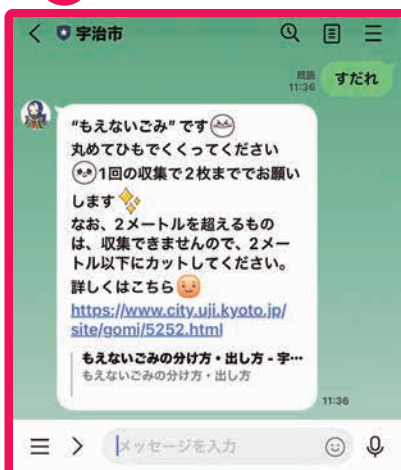 宇治市
既読
11:36
すだれ
“もえないごみ” です
丸めてひもでくくってください
1回の収集で2枚まででお願い
します
なお、2メートルを超えるもの
は、収集できませんので、2メー
トル以下にカットしてください。
詳しくはこちら
https://www.city.uji.kyoto.jp/
site/gomi/5252.html
もえないごみの分け方・出し方 - 宇…
もえないごみの分け方・出し方
11:36
メッセージを入力